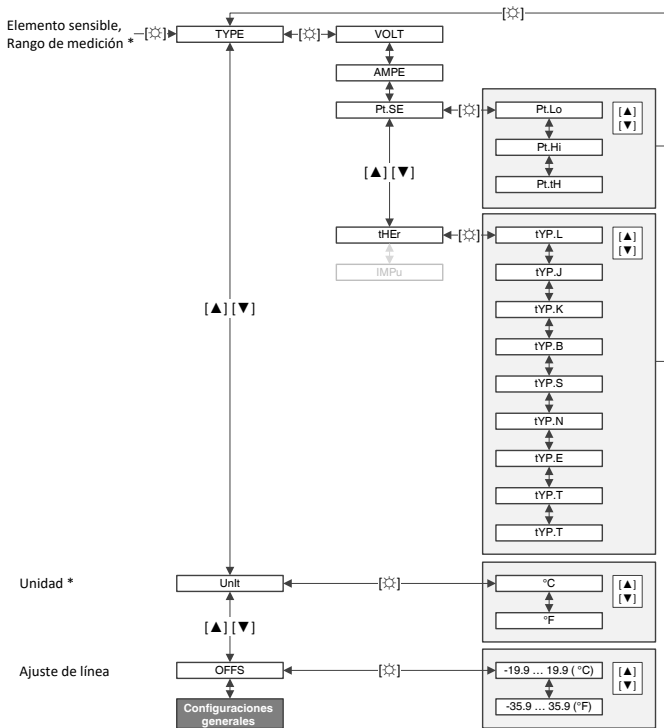 [☼]
Elemento sensible,
Rango de medición *
[☼]
TYPE
[☼]
VOLT
AMPE
Pt.SE
[☼]
Pt.Lo
[▲]
[▼]
Pt.Hi
Pt.tH
[▲] [▼]
tHEr
[☼]
tYP.L
[▲]
[▼]
IMPu
tYP.J
[▲] [▼]
tYP.K
tYP.B
tYP.S
tYP.N
tYP.E
tYP.T
tYP.T
Unidad *
UnIt
[☼]
°C
[▲]
[▼]
°F
[▲] [▼]
Ajuste de línea
OFFS
[☼]
-19.9 ... 19.9 ( °C)
[▲]
[▼]
Configuraciones
generales
-35.9 ... 35.9 (°F)